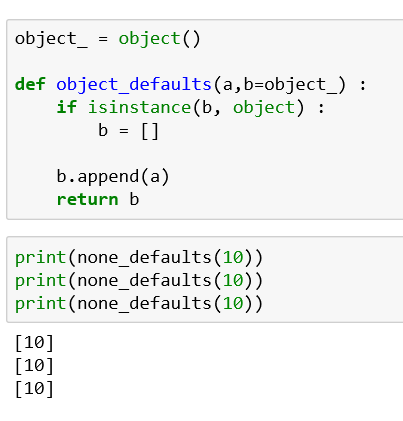 object_ = object()
def object_defaults(a,b=object_) :
    if isinstance(b, object) :
        b = []
    b.append(a)
    return b
print(none_defaults(10))
print(none_defaults(10))
print(none_defaults(10))
[10]
[10]
[10]